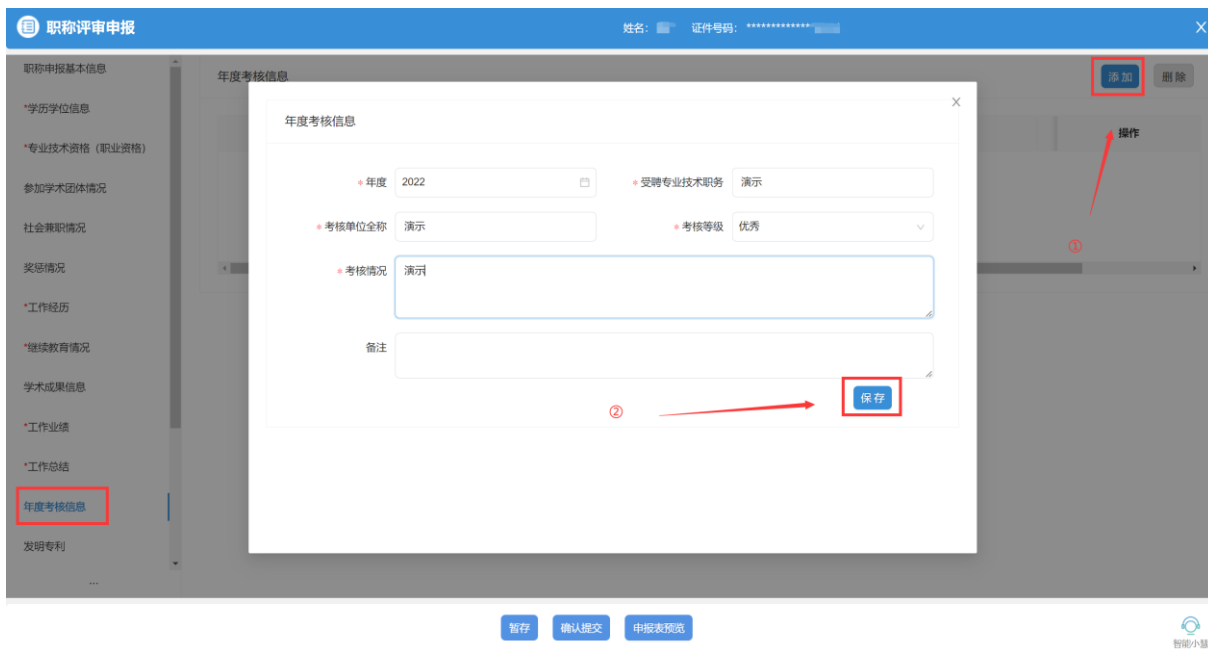 职称评审申报
姓名： 证件号码：*************
X
职称申报基本信息
*学历学位信息
*专业技术资格（职业资格）
参加学术团体情况
社会兼职情况
奖惩情况
*工作经历
*继续教育情况
学术成果信息
*工作业绩
*工作总结
年度考核信息
发明专利
...
年度考核信息
添加
删除
操作
①
年度考核信息
X
*年度 2022
*受聘专业技术职务 演示
*考核单位全称 演示
*考核等级 优秀
*考核情况 演示
备注
②
保存
暂存
确认提交
申报表预览
智能小慧